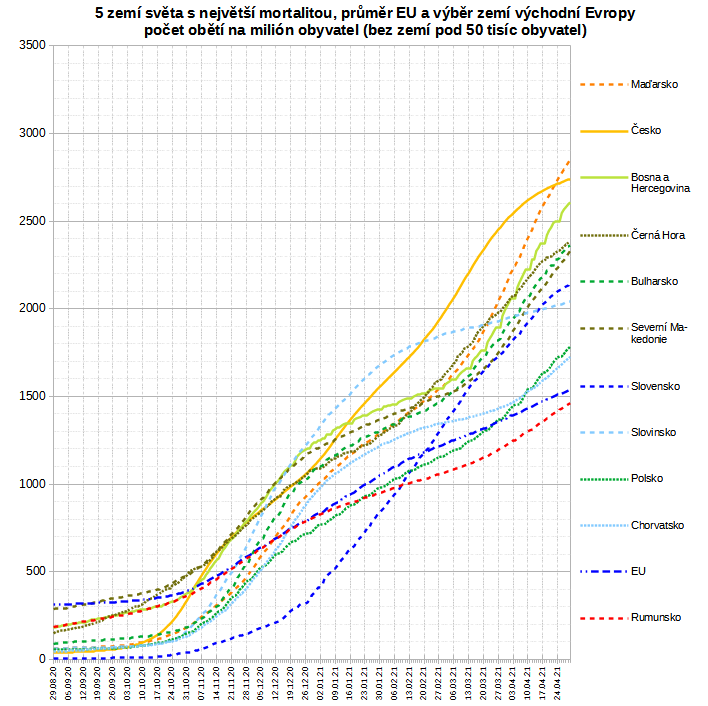 5 zemí světa s největší mortalitou, průměr EU a výběr zemí východní Evropy
počet obětí na milión obyvatel (bez zemí pod 50 tisíc obyvatel)
3500
3000
2500
2000
1500
1000
500
0
Maďarsko
Česko
Bosna a
Hercegovina
Černá Hora
Bulharsko
Severní Ma-
kedonie
Slovensko
Slovinsko
Polsko
Chorvatsko
EU
Rumunsko
29.08.20
05.09.20
12.09.20
19.09.20
26.09.20
03.10.20
10.10.20
17.10.20
24.10.20
31.10.20
07.11.20
14.11.20
21.11.20
28.11.20
05.12.20
12.12.20
19.12.20
26.12.20
02.01.21
09.01.21
16.01.21
23.01.21
30.01.21
06.02.21
13.02.21
20.02.21
27.02.21
06.03.21
13.03.21
20.03.21
27.03.21
03.04.21
10.04.21
17.04.21
24.04.21